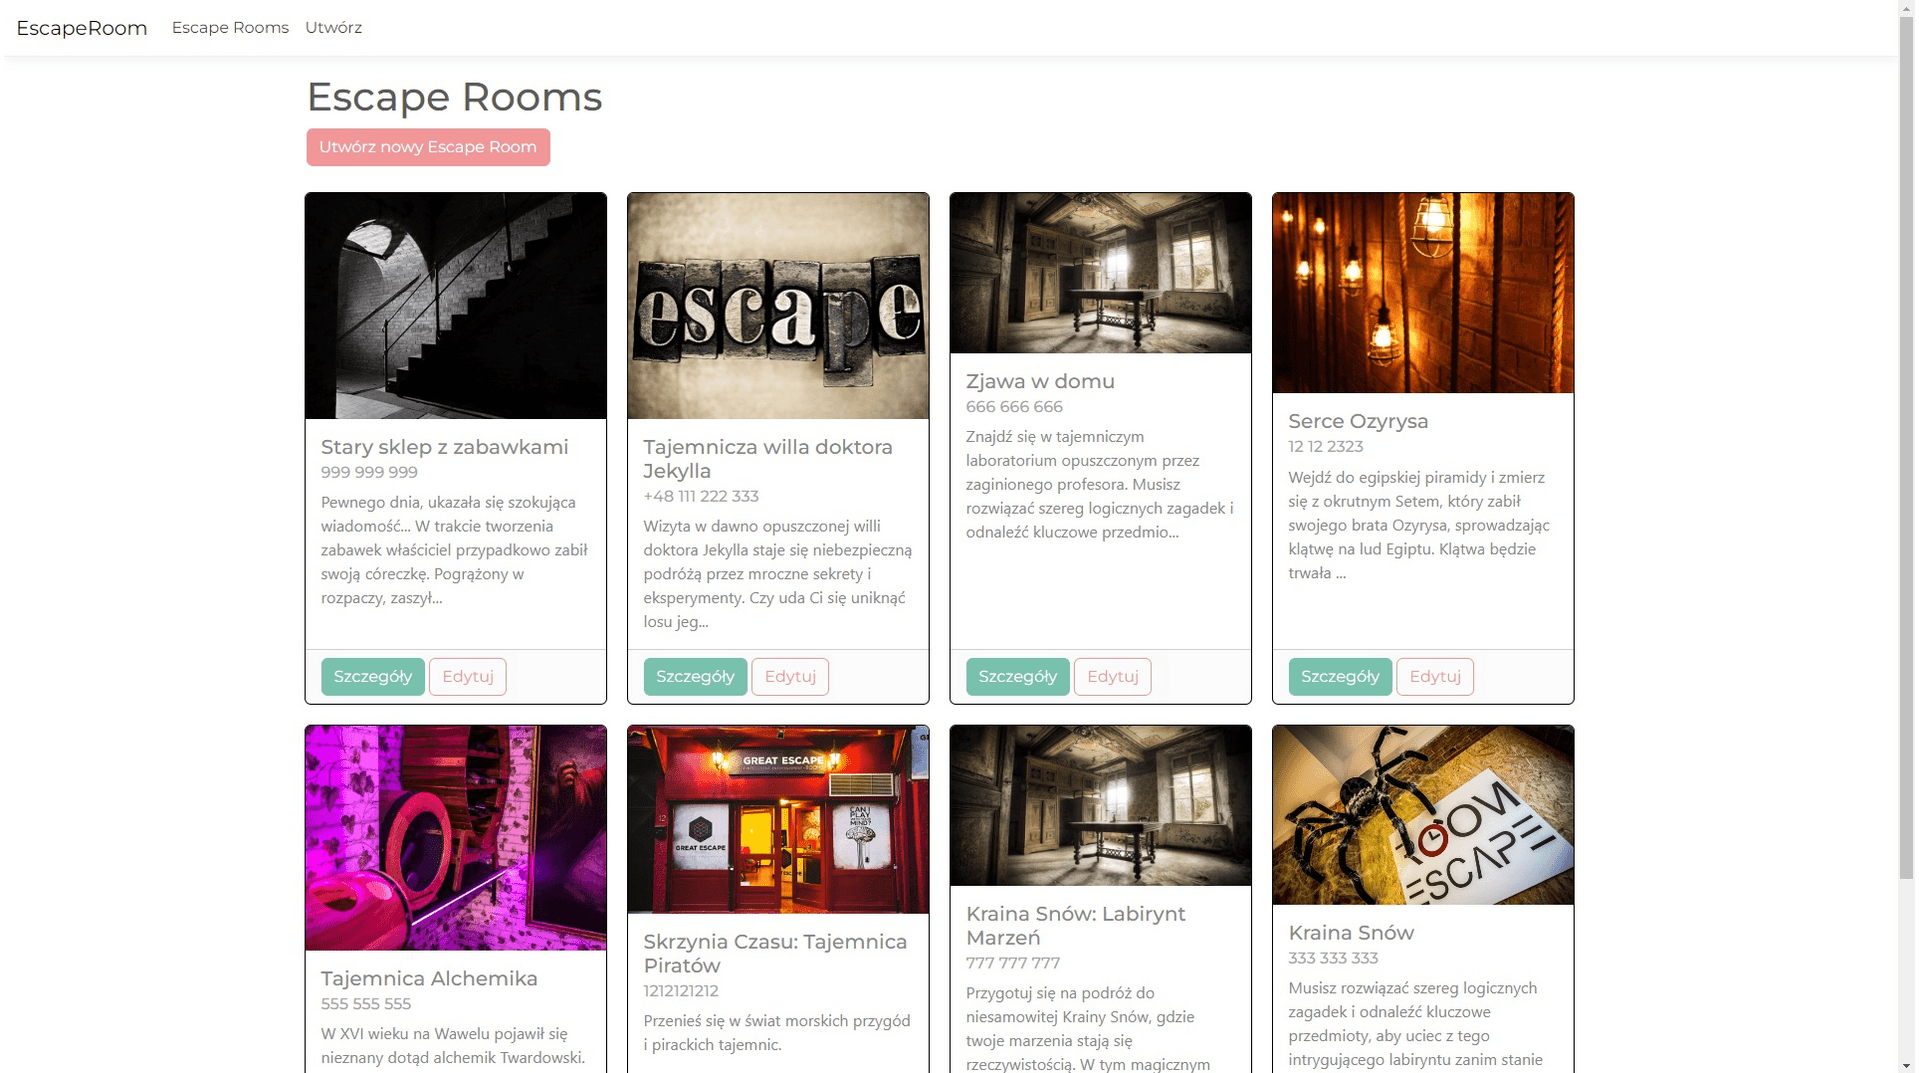 EscapeRoom Escape Rooms Utwórz
Escape Rooms
Utwórz nowy Escape Room
Stary sklep z zabawkami
999 999 999
Pewnego dnia, ukazała się szokująca
wiadomość... W trakcie tworzenia
zabawek właściciel przypadkowo zabił
swoją córeczkę. Pogrążony w
rozpaczy, zaszył...
Szczegóły Edytuj
escape
Tajemnicza willa doktora
Jekylla
+48 111 222 333
Wizyta w dawno opuszczonej willi
doktora Jekylla staje się niebezpieczną
podróżą przez mroczne sekrety i
eksperymenty. Czy uda Ci się uniknąć
losu jeg...
Szczegóły Edytuj
Zjawa w domu
666 666 666
Znajdź się w tajemniczym
laboratorium opuszczonym przez
zaginionego profesora. Musisz
rozwiązać szereg logicznych zagadek i
odnaleźć kluczowe przedmio...
Szczegóły Edytuj
Serce Ozyrysa
12 12 2323
Wejdź do egipskiej piramidy i zmierz
się z okrutnym Setem, który zabił
swojego brata Ozyrysa, sprowadzając
klątwę na lud Egiptu. Klątwa będzie
trwała ...
Szczegóły Edytuj
Tajemnica Alchemika
555 555 555
W XVI wieku na Wawelu pojawił się
nieznany dotąd alchemik Twardowski.
GREAT ESCAPE
12
GREAT ESCAPE
CAN I
PLAY
MIND?
Skrzynia Czasu: Tajemnica
Piratów
1212121212
Przenieś się w świat morskich przygód
i pirackich tajemnic.
Kraina Snów: Labirynt
Marzeń
777 777 777
Przygotuj się na podróż do
niesamowitej Krainy Snów, gdzie
twoje marzenia stają się
rzeczywistością. W tym magicznym
ROOM
ESCAPE
Kraina Snów
333 333 333
Musisz rozwiązać szereg logicznych
zagadek i odnaleźć kluczowe
przedmioty, aby uciec z tego
intrygującego labiryntu zanim stanie